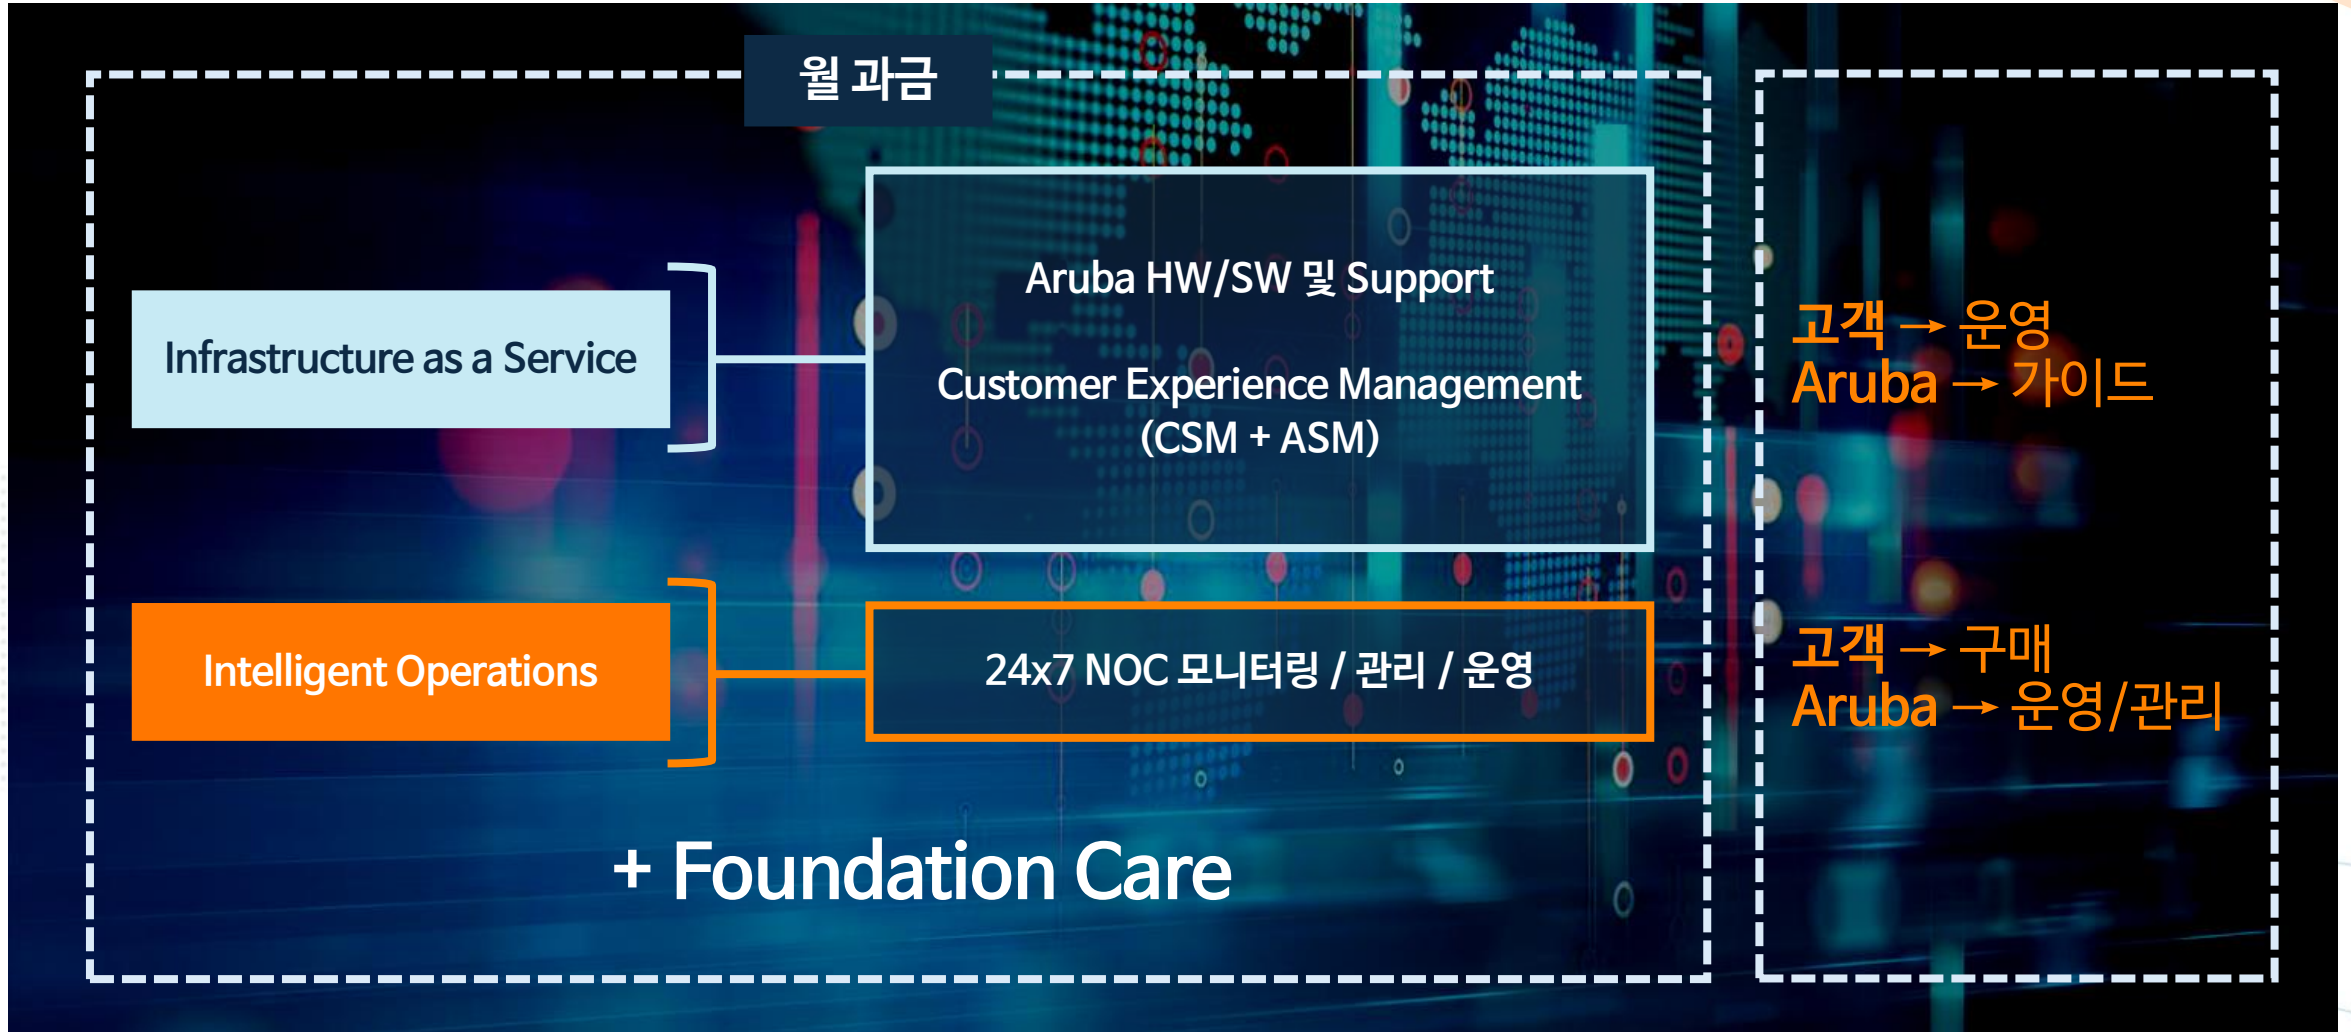 월 과금
Infrastructure as a Service
Aruba HW/SW 및 Support
Customer Experience Management
(CSM + ASM)
고객 → 운영
Aruba → 가이드
Intelligent Operations
24x7 NOC 모니터링 / 관리 / 운영
고객 → 구매
Aruba → 운영/관리
+ Foundation Care